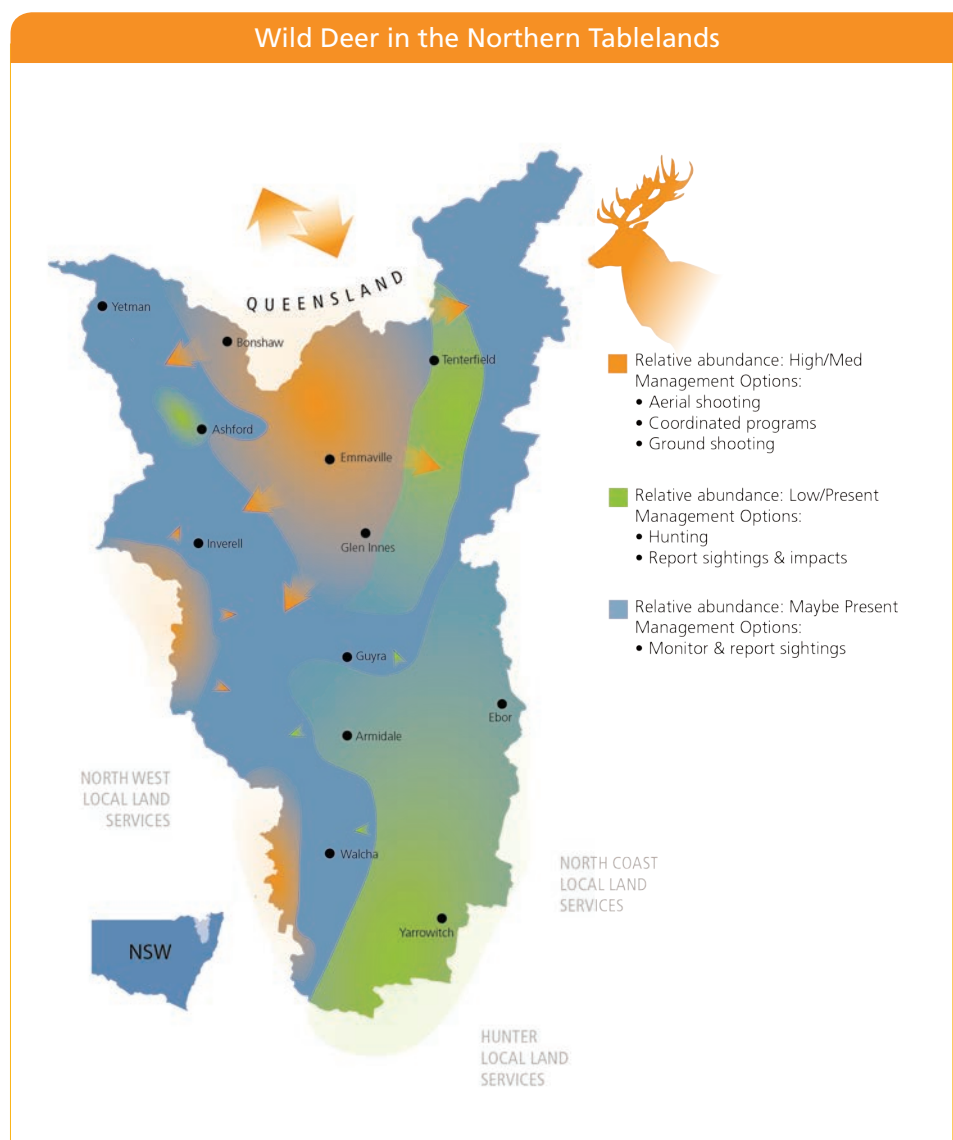 Wild Deer in the Northern Tablelands
QUEENSLAND
Yetman
Bonshaw
Tenterfield
Ashford
Emmaville
Inverell
Glen Innes
Guyra
Ebor
Armidale
Walcha
Yarrowitch
Relative abundance: High/Med
Management Options:
• Aerial shooting
• Coordinated programs
• Ground shooting
Relative abundance: Low/Present
Management Options:
• Hunting
• Report sightings & impacts
Relative abundance: Maybe Present
Management Options:
• Monitor & report sightings
NORTH WEST
LOCAL LAND
SERVICES
NORTH COAST
LOCAL LAND
SERVICES
NSW
HUNTER
LOCAL LAND
SERVICES